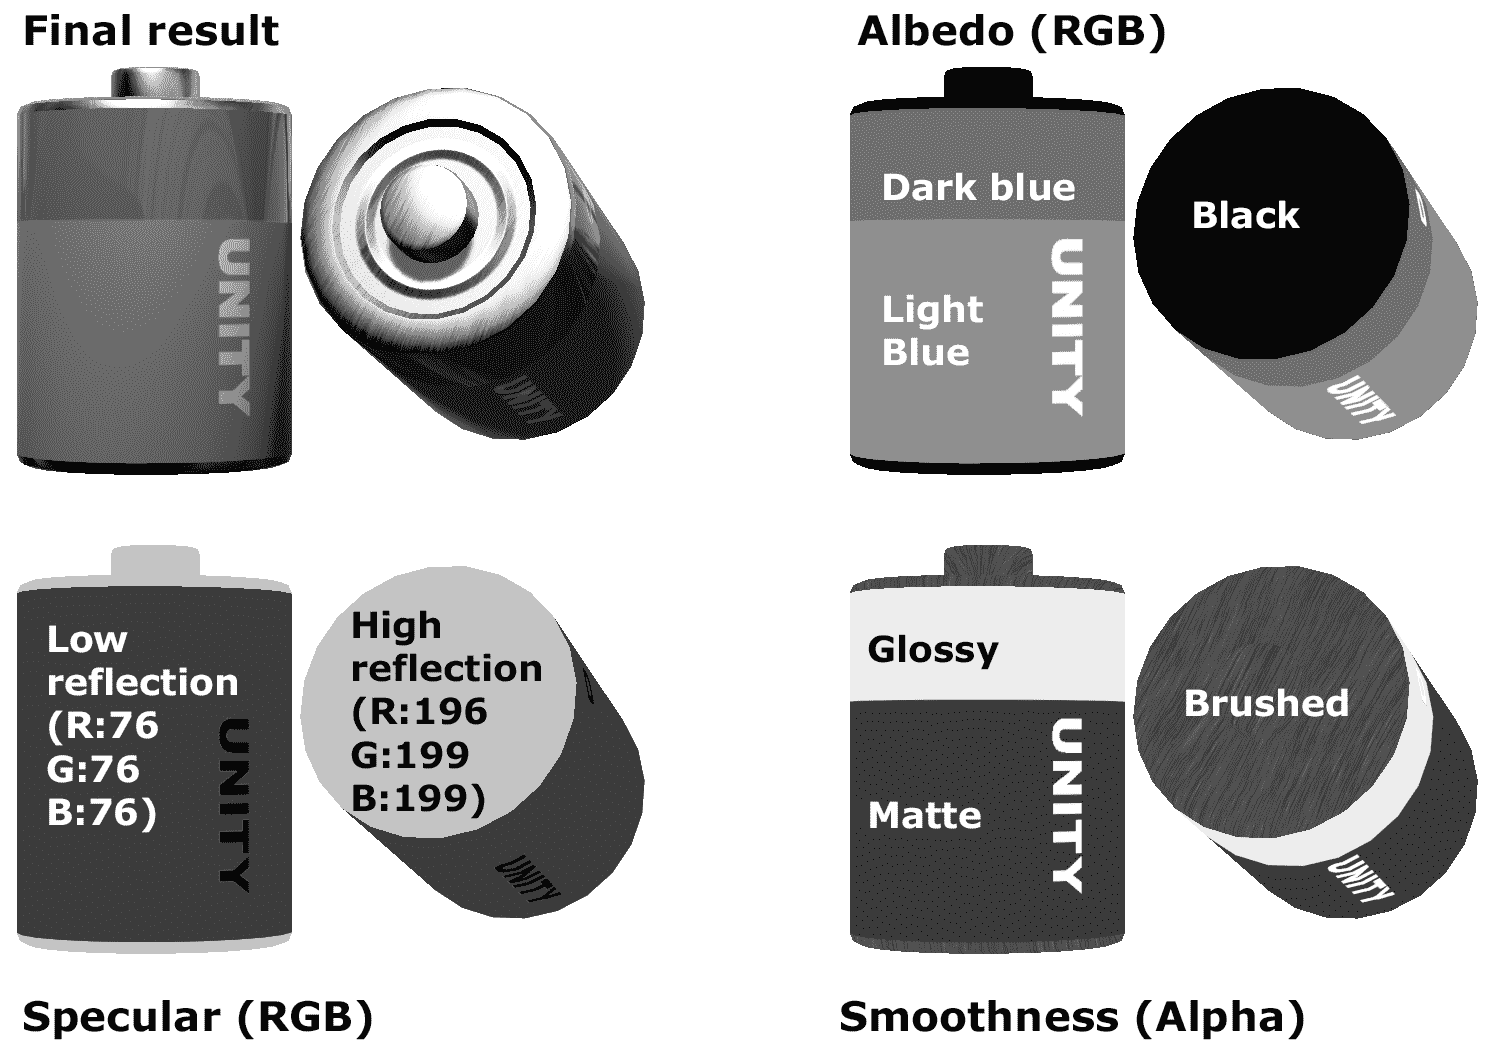 Final result
UNITY
UNITY
Albedo (RGB)
Dark blue
Light
Blue
UNITY
Black
UNITY
Low
reflection
(R:76
G:76
B:76)
UNITY
High
reflection
(R:196
G:199
B:199)
UNITY
Specular (RGB)
Glossy
Matte
UNITY
Brushed
UNITY
Smoothness (Alpha)